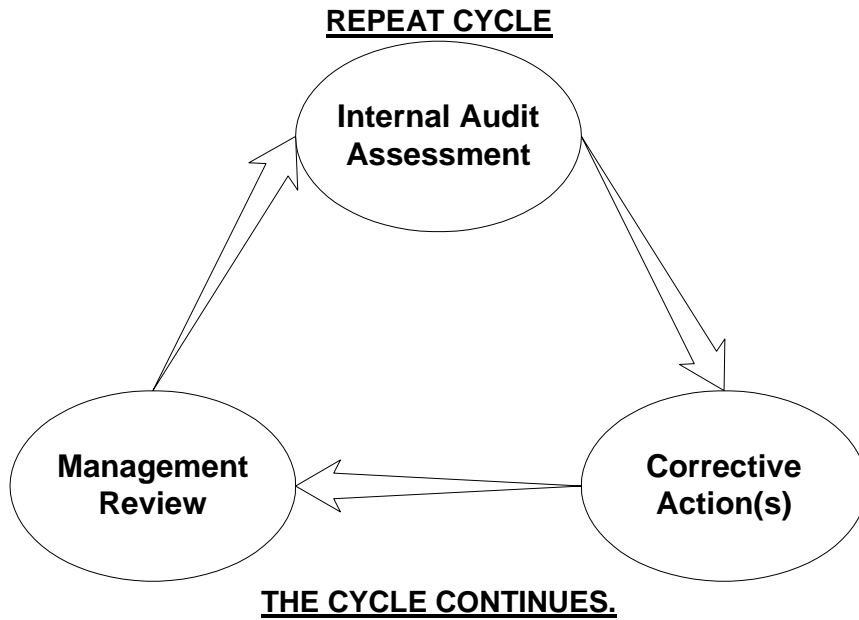 REPEAT CYCLE
Internal Audit
Assessment
Management
Review
Corrective
Action(s)
THE CYCLE CONTINUES.